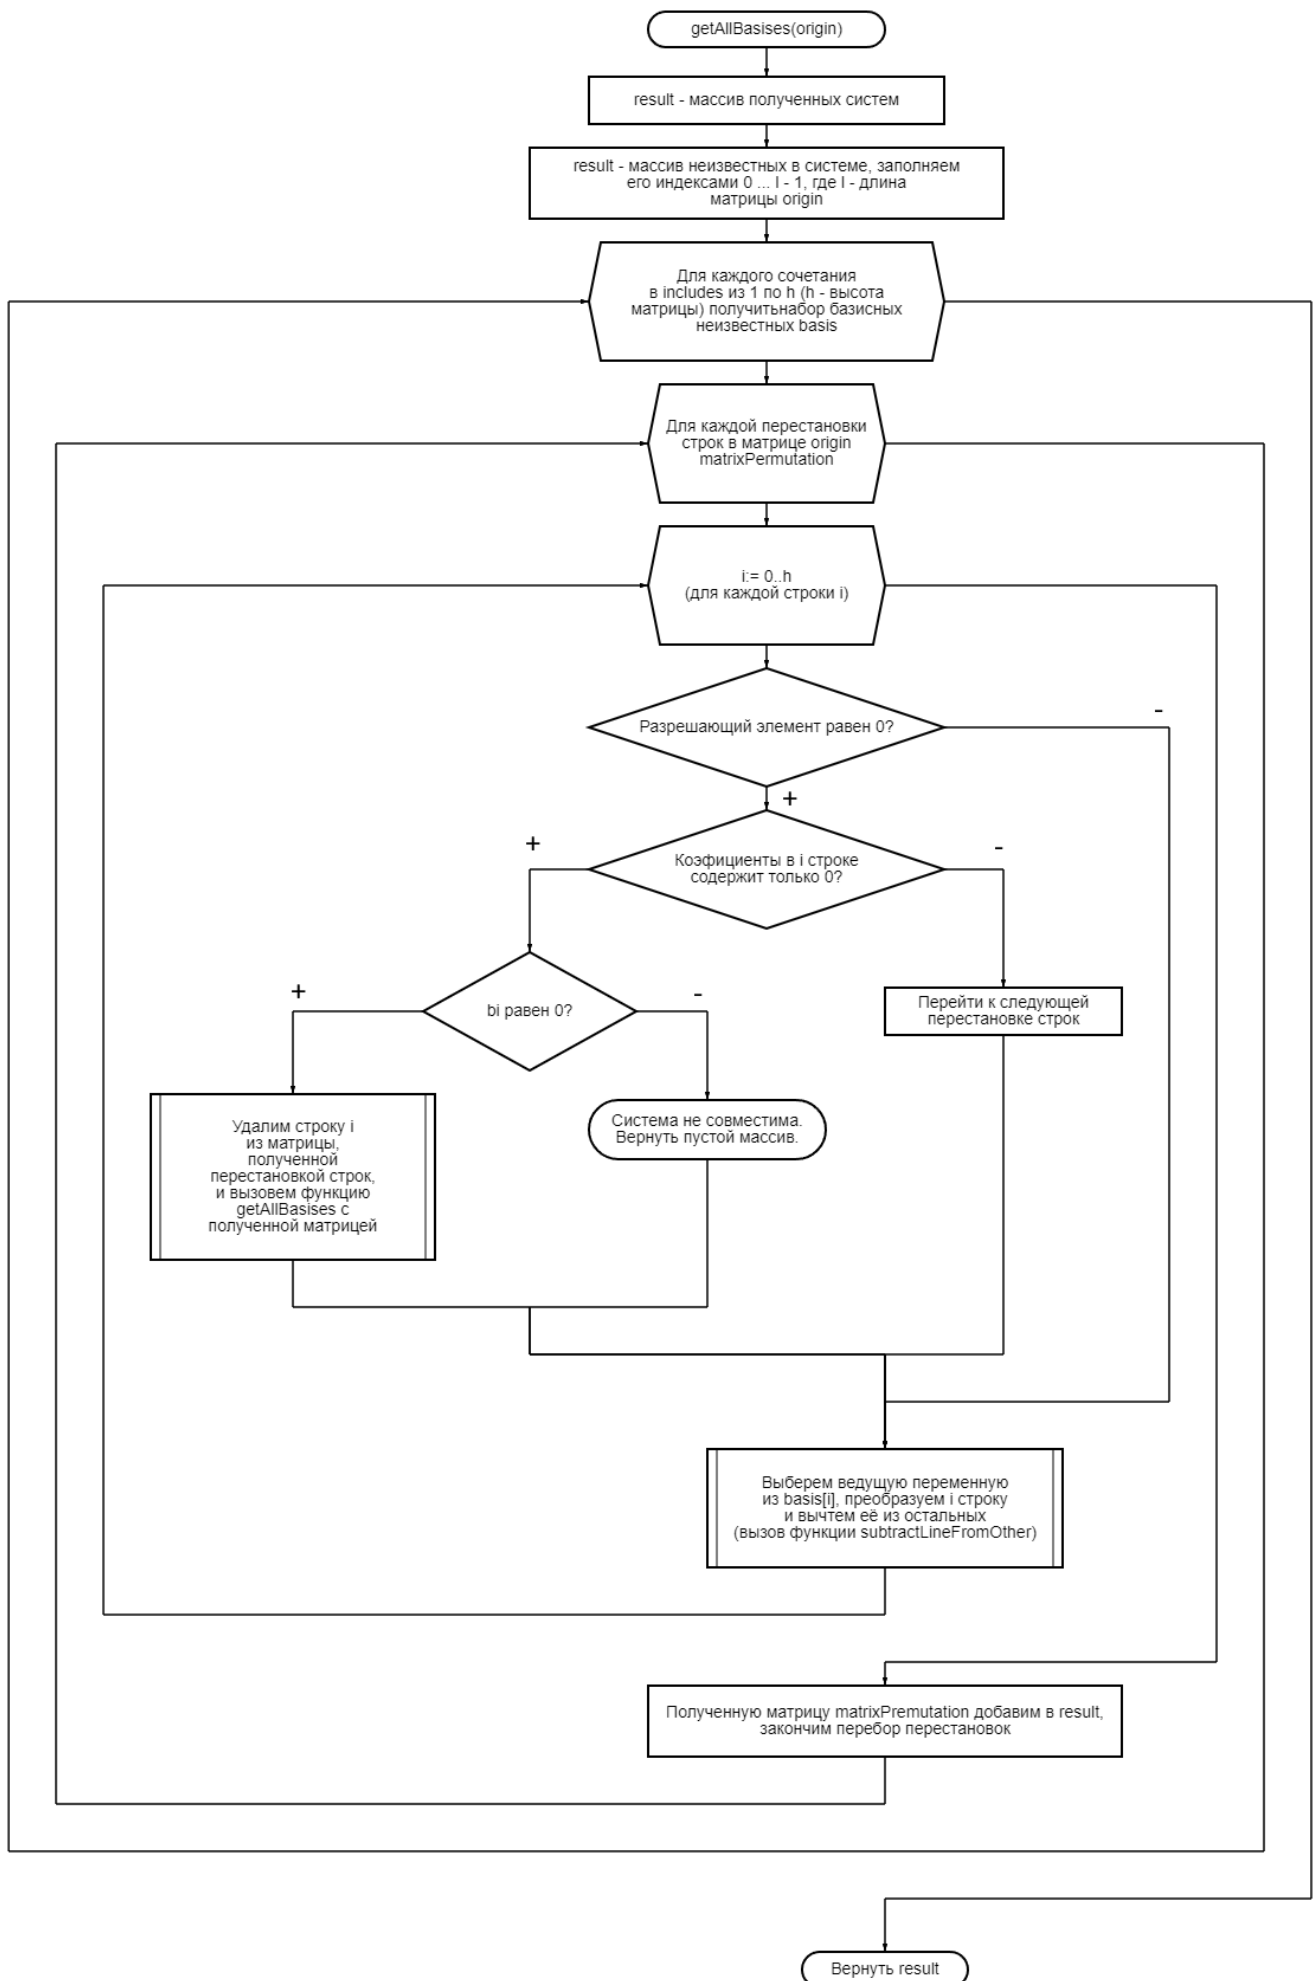 getAllBasises(origin)
result - массив полученных систем
result - массив неизвестных в системе, заполняем
его индексами 0 ... l - 1, где l - длина
матрицы origin
Для каждого сочетания
в includes из 1 по h (h - высота
матрицы) получитьнабор базисных
неизвестных basis
Для каждой перестановки
строк в матрице origin
matrixPermutation
i:= 0..h
(для каждой строки i)
Разрешающий элемент равен 0?
-
+
Коэфициенты в i строке
содержит только 0?
+
-
bi равен 0?
+
-
Перейти к следующей
перестановке строк
Удалим строку i
из матрицы,
полученной
перестановкой строк,
и вызовем функцию
getAllBasises с
полученной матрицей
Система не совместима.
Вернуть пустой массив.
Выберем ведущую переменную
из basis[i], преобразуем i строку
и вычтем её из остальных
(вызов функции subtractLineFromOther)
Полученную матрицу matrixPremutation добавим в result,
закончим перебор перестановок
Вернуть result